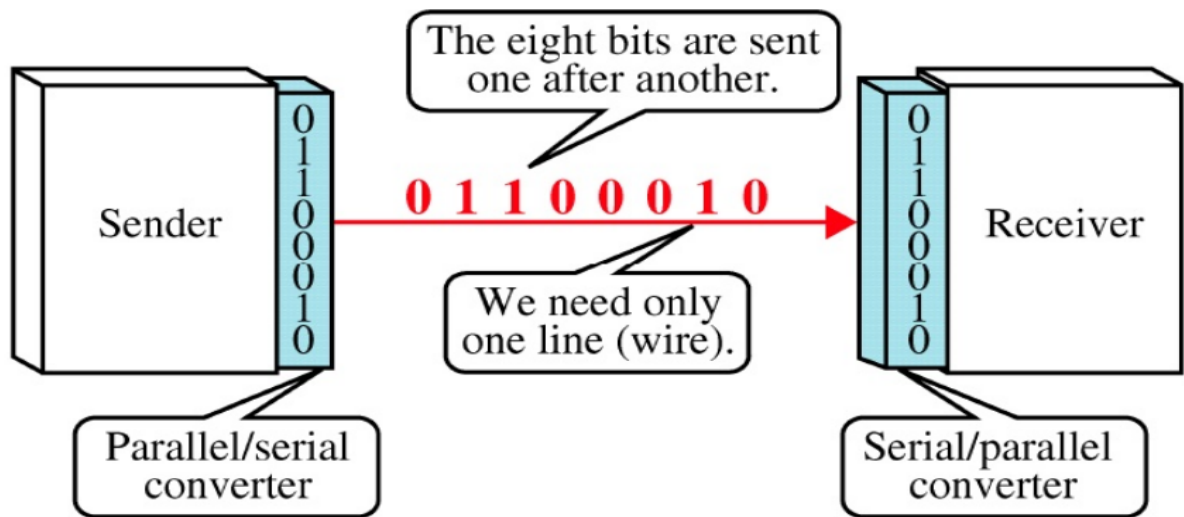 The eight bits are sent
one after another.
0
1
1
0
0
0
1
0
Sender
0 1 1 0 0 0 1 0
0
1
1
0
0
0
1
0
Receiver
We need only
one line (wire).
Parallel/serial
converter
Serial/parallel
converter